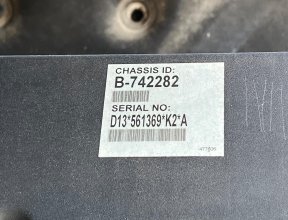 CHASSIS ID:
B-742282
SERIAL NO:
D13*561369*K2*A